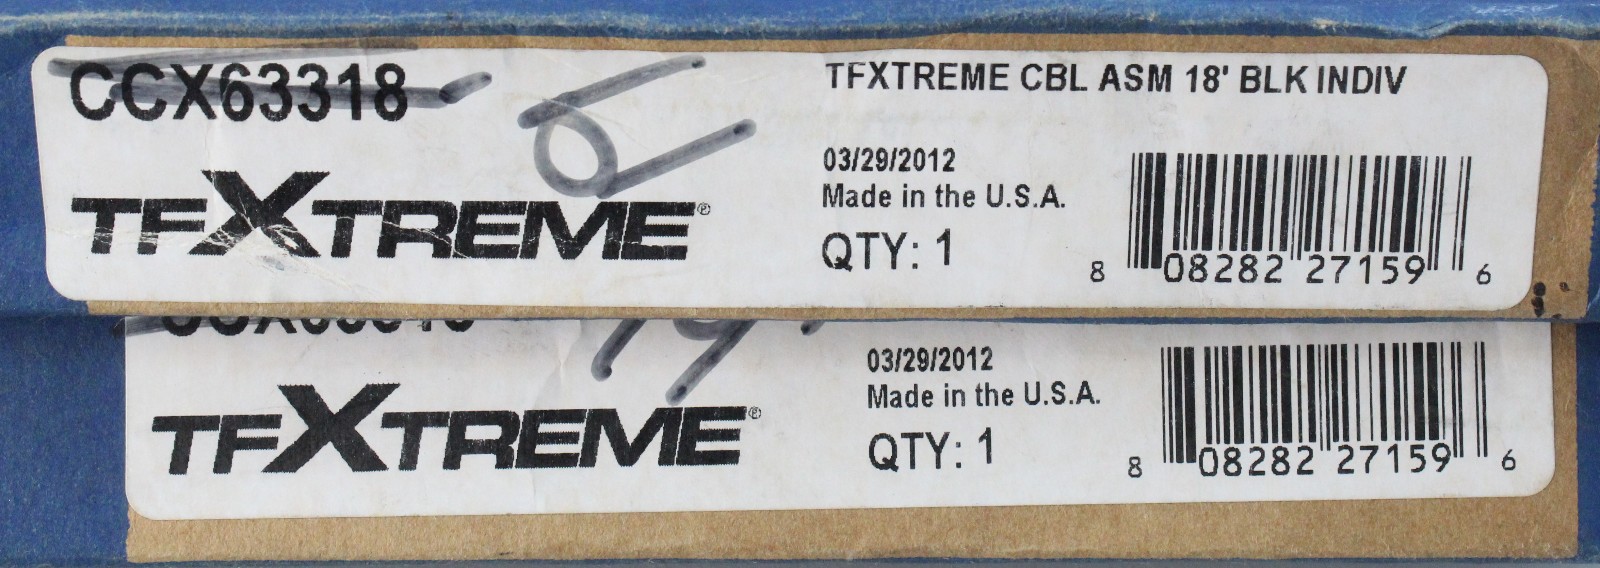 CCX63318
TFXTREME CBL ASM 18' BLK INDIV
TFXTREME®
03/29/2012
Made in the U.S.A.
QTY: 1
8 08282 27159 6
TFXTREME®
03/29/2012
Made in the U.S.A.
QTY: 1
8 08282 27159 6